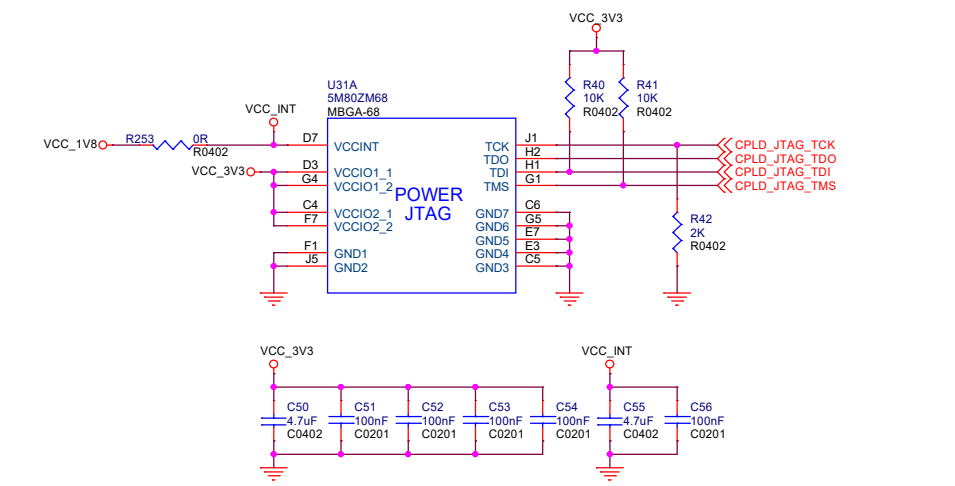 VCC_3V3
U31A
5M80ZM68
MBGA-68
R40
10K
R0402
R41
10K
R0402
VCC_INT
VCC_1V8
R253
0R
R0402
D7
VCCINT
VCC_3V3
D3
VCCIO1_1
G4
VCCIO1_2
C4
VCCIO2_1
F7
VCCIO2_2
F1
GND1
J5
GND2
POWER
JTAG
TCK
J1
CPLD_JTAG_TCK
TDO
H2
CPLD_JTAG_TDO
TDI
H1
CPLD_JTAG_TDI
TMS
G1
CPLD_JTAG_TMS
GND7
C6
GND6
G5
GND5
E7
GND4
E3
GND3
C5
R42
2K
R0402
VCC_3V3
C50
4.7uF
C0402
C51
100nF
C0201
C52
100nF
C0201
C53
100nF
C0201
C54
100nF
C0201
VCC_INT
C55
4.7uF
C0402
C56
100nF
C0201